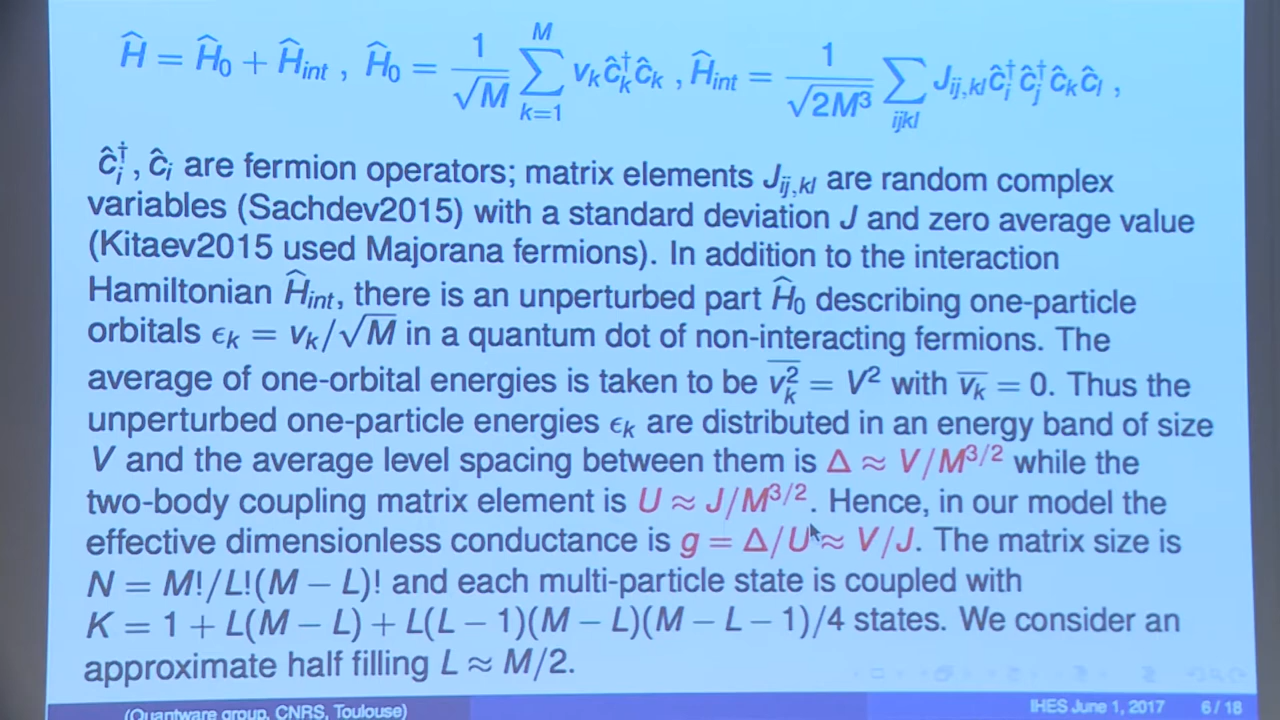 Ĥ = Ĥ₀ + Ĥ_int , Ĥ₀ = 1/√M ∑_{k=1}^{M} v_k ĉ†_k ĉ_k , Ĥ_int = 1/√(2M³) ∑_{ijkl} J_{ij,kl} ĉ†_i ĉ†_j ĉ_k ĉ_l ,
ĉ†_i , ĉ_i are fermion operators; matrix elements J_{ij,kl} are random complex
variables (Sachdev2015) with a standard deviation J and zero average value
(Kitaev2015 used Majorana fermions). In addition to the interaction
Hamiltonian Ĥ_int, there is an unperturbed part Ĥ₀ describing one-particle
orbitals ϵ_k = v_k/√M in a quantum dot of non-interacting fermions. The
average of one-orbital energies is taken to be \overline{v_k^2} = V² with \overline{v_k} = 0. Thus the
unperturbed one-particle energies ϵ_k are distributed in an energy band of size
V and the average level spacing between them is Δ ≈ V/M^{3/2} while the
two-body coupling matrix element is U ≈ J/M^{3/2}. Hence, in our model the
effective dimensionless conductance is g = Δ/U ≈ V/J. The matrix size is
N = M!/L!(M − L)! and each multi-particle state is coupled with
K = 1 + L(M − L) + L(L − 1)(M − L)(M − L − 1)/4 states. We consider an
approximate half filling L ≈ M/2.
(Quantware group, CNRS, Toulouse) IHES June 1, 2017 6 / 18